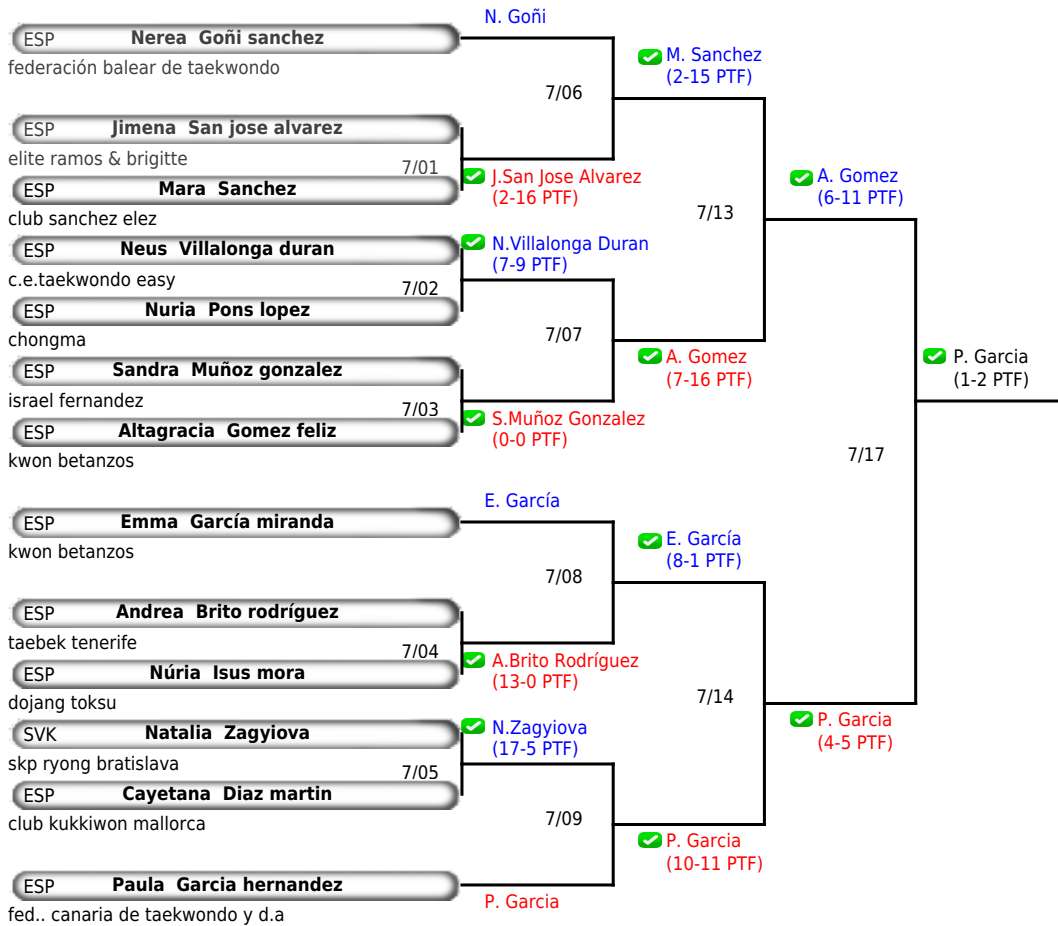 N. Goñi
ESP Nerea Goñi sanchez
federación balear de taekwondo
M. Sanchez
(2-15 PTF)
7/06
ESP Jimena San jose alvarez
elite ramos & brigitte
7/01
J.San Jose Alvarez
(2-16 PTF)
ESP Mara Sanchez
club sanchez elez
A. Gomez
(6-11 PTF)
7/13
ESP Neus Villalonga duran
c.e.taekwondo easy
N.Villalonga Duran
(7-9 PTF)
7/02
ESP Nuria Pons lopez
chongma
7/07
A. Gomez
(7-16 PTF)
P. Garcia
(1-2 PTF)
ESP Sandra Muñoz gonzalez
israel fernandez
7/03
S.Muñoz Gonzalez
(0-0 PTF)
ESP Altagracia Gomez feliz
kwon betanzos
7/17
E. García
ESP Emma García miranda
kwon betanzos
E. García
(8-1 PTF)
7/08
ESP Andrea Brito rodríguez
taebek tenerife
7/04
A.Brito Rodríguez
(13-0 PTF)
ESP Núria Isus mora
dojang toksu
7/14
P. Garcia
(4-5 PTF)
SVK Natalia Zagyiova
skp ryong bratislava
N.Zagyiova
(17-5 PTF)
7/05
ESP Cayetana Diaz martin
club kukkiwon mallorca
7/09
P. Garcia
(10-11 PTF)
ESP Paula Garcia hernandez
fed.. canaria de taekwondo y d.a
P. Garcia